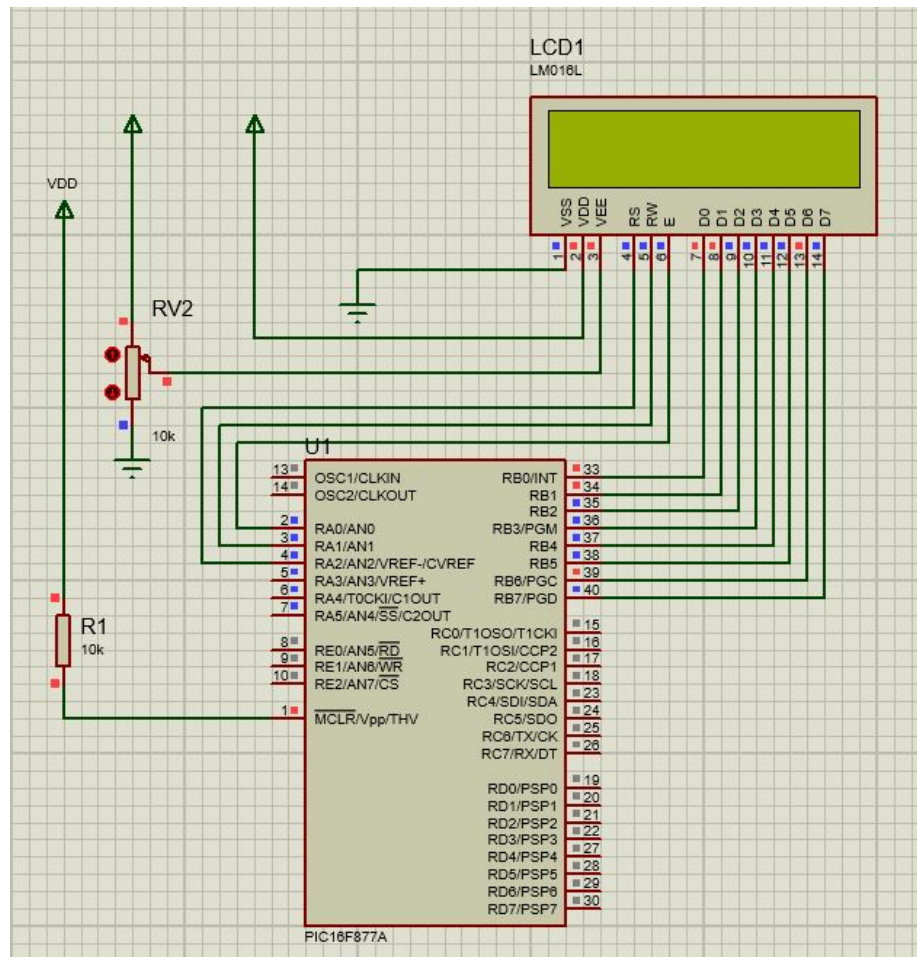 LCD1
LM016L
VSS
VDD
VEE
RS
RW
E
D0
D1
D2
D3
D4
D5
D6
D7
1
2
3
4
5
6
7
8
9
10
11
12
13
14
VDD
RV2
10k
U1
13 OSC1/CLKIN
14 OSC2/CLKOUT
2 RA0/AN0
3 RA1/AN1
4 RA2/AN2/VREF-/CVREF
5 RA3/AN3/VREF+
6 RA4/T0CKI/C1OUT
7 RA5/AN4/SS/C2OUT
8 RE0/AN5/RD
9 RE1/AN6/WR
10 RE2/AN7/CS
1 MCLR/Vpp/THV
RB0/INT 33
RB1 34
RB2 35
RB3/PGM 36
RB4 37
RB5 38
RB6/PGC 39
RB7/PGD 40
RC0/T1OSO/T1CKI 15
RC1/T1OSI/CCP2 16
RC2/CCP1 17
RC3/SCK/SCL 18
RC4/SDI/SDA 23
RC5/SDO 24
RC6/TX/CK 25
RC7/RX/DT 26
RD0/PSP0 19
RD1/PSP1 20
RD2/PSP2 21
RD3/PSP3 22
RD4/PSP4 27
RD5/PSP5 28
RD6/PSP6 29
RD7/PSP7 30
R1
10k
PIC16F877A